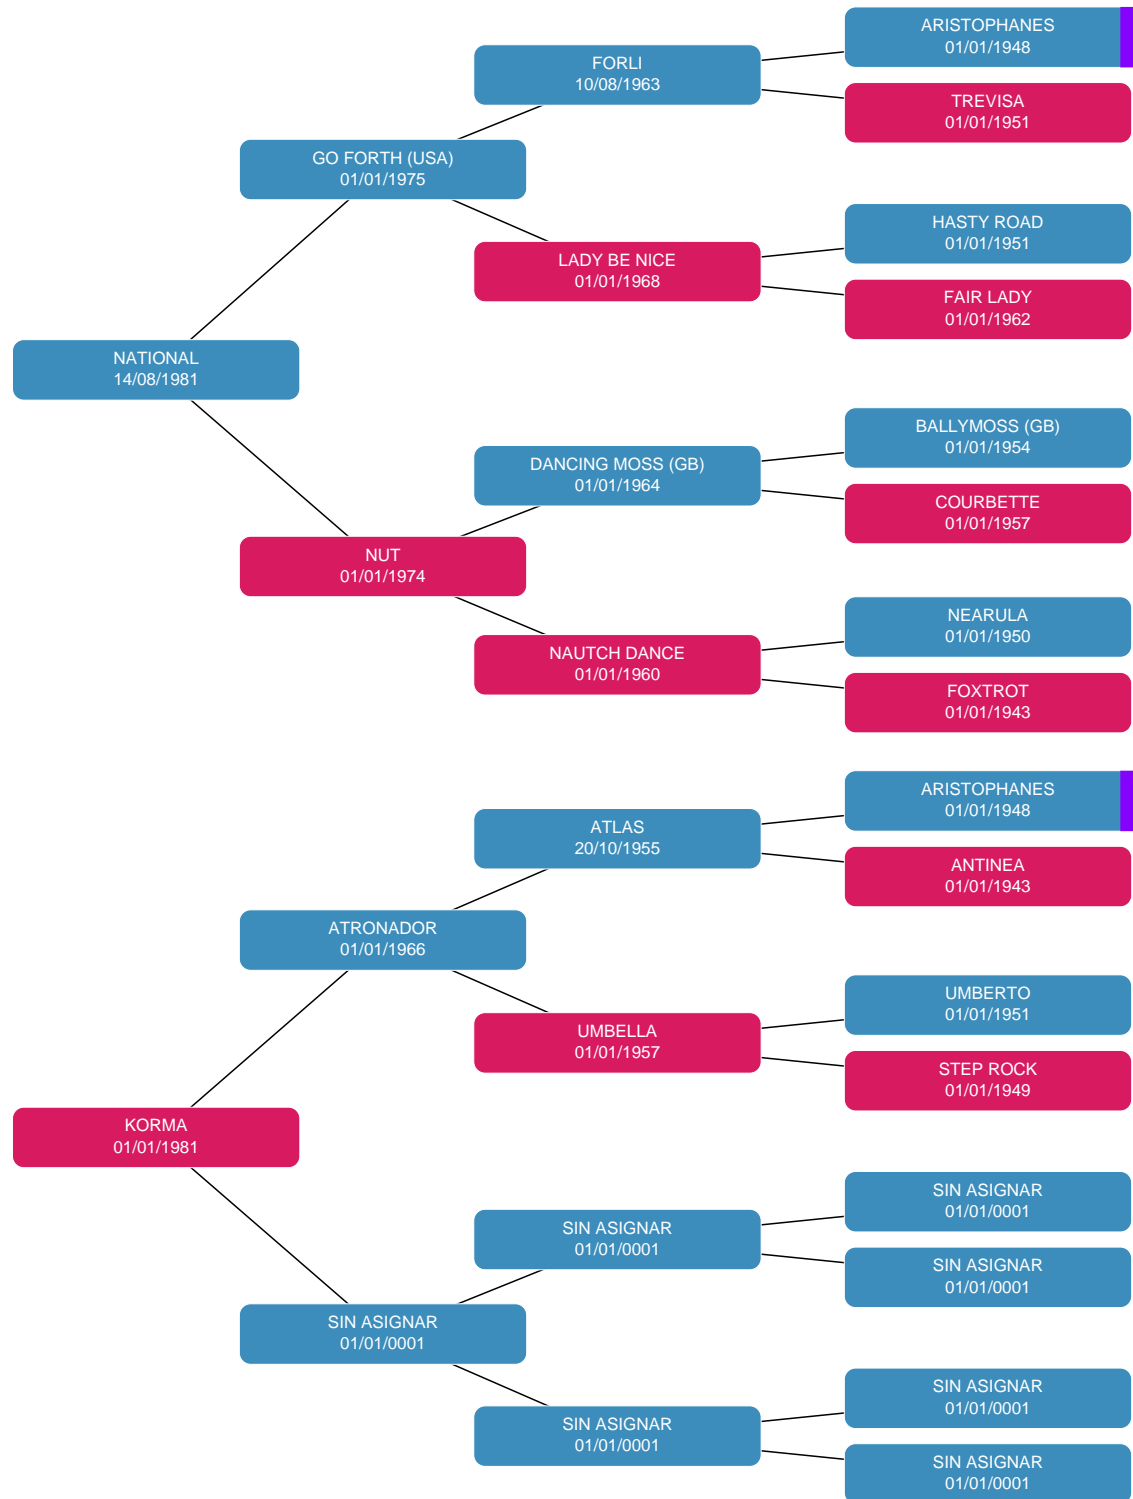 ARISTOPHANES
01/01/1948
FORLI
10/08/1963
TREVISA
01/01/1951
GO FORTH (USA)
01/01/1975
HASTY ROAD
01/01/1951
LADY BE NICE
01/01/1968
FAIR LADY
01/01/1962
NATIONAL
14/08/1981
BALLYMOSS (GB)
01/01/1954
DANCING MOSS (GB)
01/01/1964
COURBETTE
01/01/1957
NUT
01/01/1974
NEARULA
01/01/1950
NAUTCH DANCE
01/01/1960
FOXTROT
01/01/1943
ARISTOPHANES
01/01/1948
ATLAS
20/10/1955
ANTINEA
01/01/1943
ATRONADOR
01/01/1966
UMBERTO
01/01/1951
UMBELLA
01/01/1957
STEP ROCK
01/01/1949
KORMA
01/01/1981
SIN ASIGNAR
01/01/0001
SIN ASIGNAR
01/01/0001
SIN ASIGNAR
01/01/0001
SIN ASIGNAR
01/01/0001
SIN ASIGNAR
01/01/0001
SIN ASIGNAR
01/01/0001
SIN ASIGNAR
01/01/0001